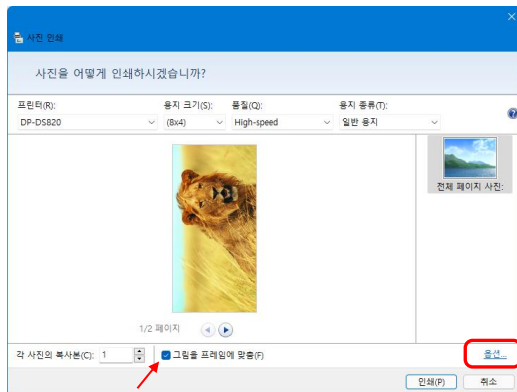 사진 인쇄
사진을 어떻게 인쇄하시겠습니까?
프린터(R): 용지 크기(S): 품질(Q): 용지 종류(T):
DP-DS820 (8x4) High-speed 일반 용지
전체 페이지 사진:
1/2 페이지
각 사진의 복사본(C): 1 그림을 프레임에 맞춤(F) 옵션...
인쇄(P) 취소